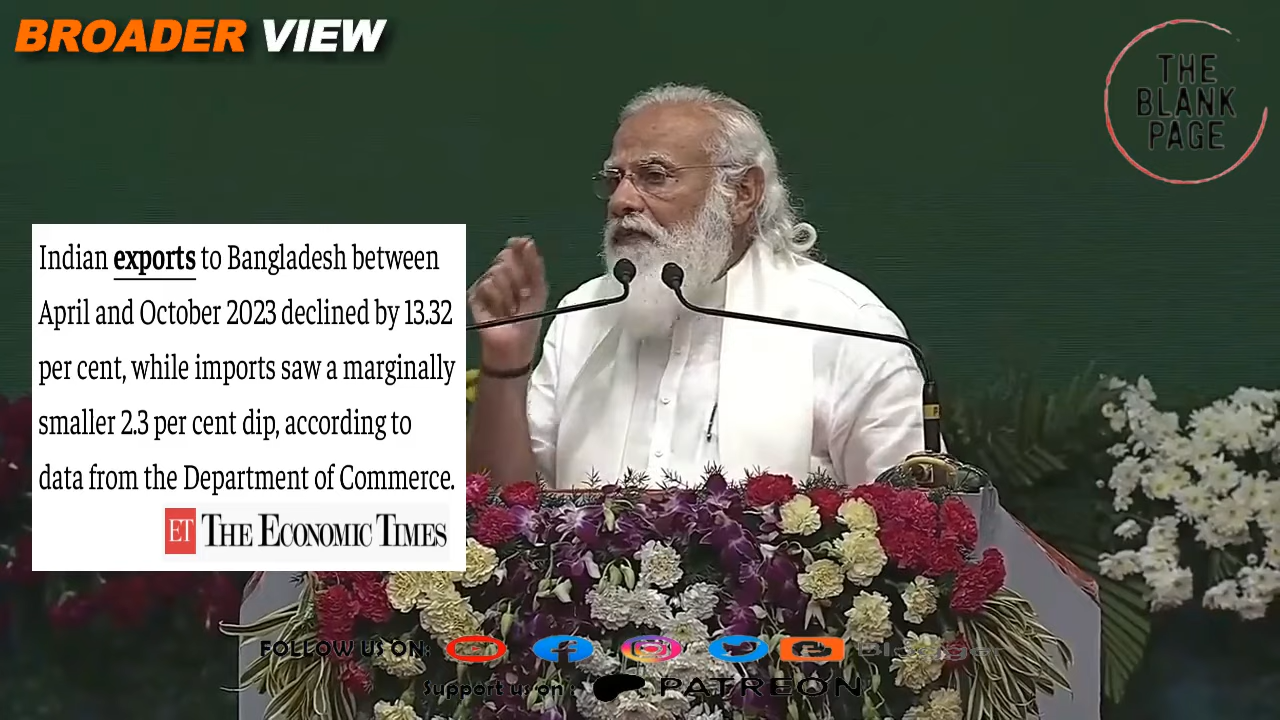 BROADER VIEW
THE
BLANK
PAGE
Indian exports to Bangladesh between
April and October 2023 declined by 13.32
per cent, while imports saw a marginally
smaller 2.3 per cent dip, according to
data from the Department of Commerce.
ET THE ECONOMIC TIMES
FOLLOW US ON:
Blogger
Support us on : PATREON